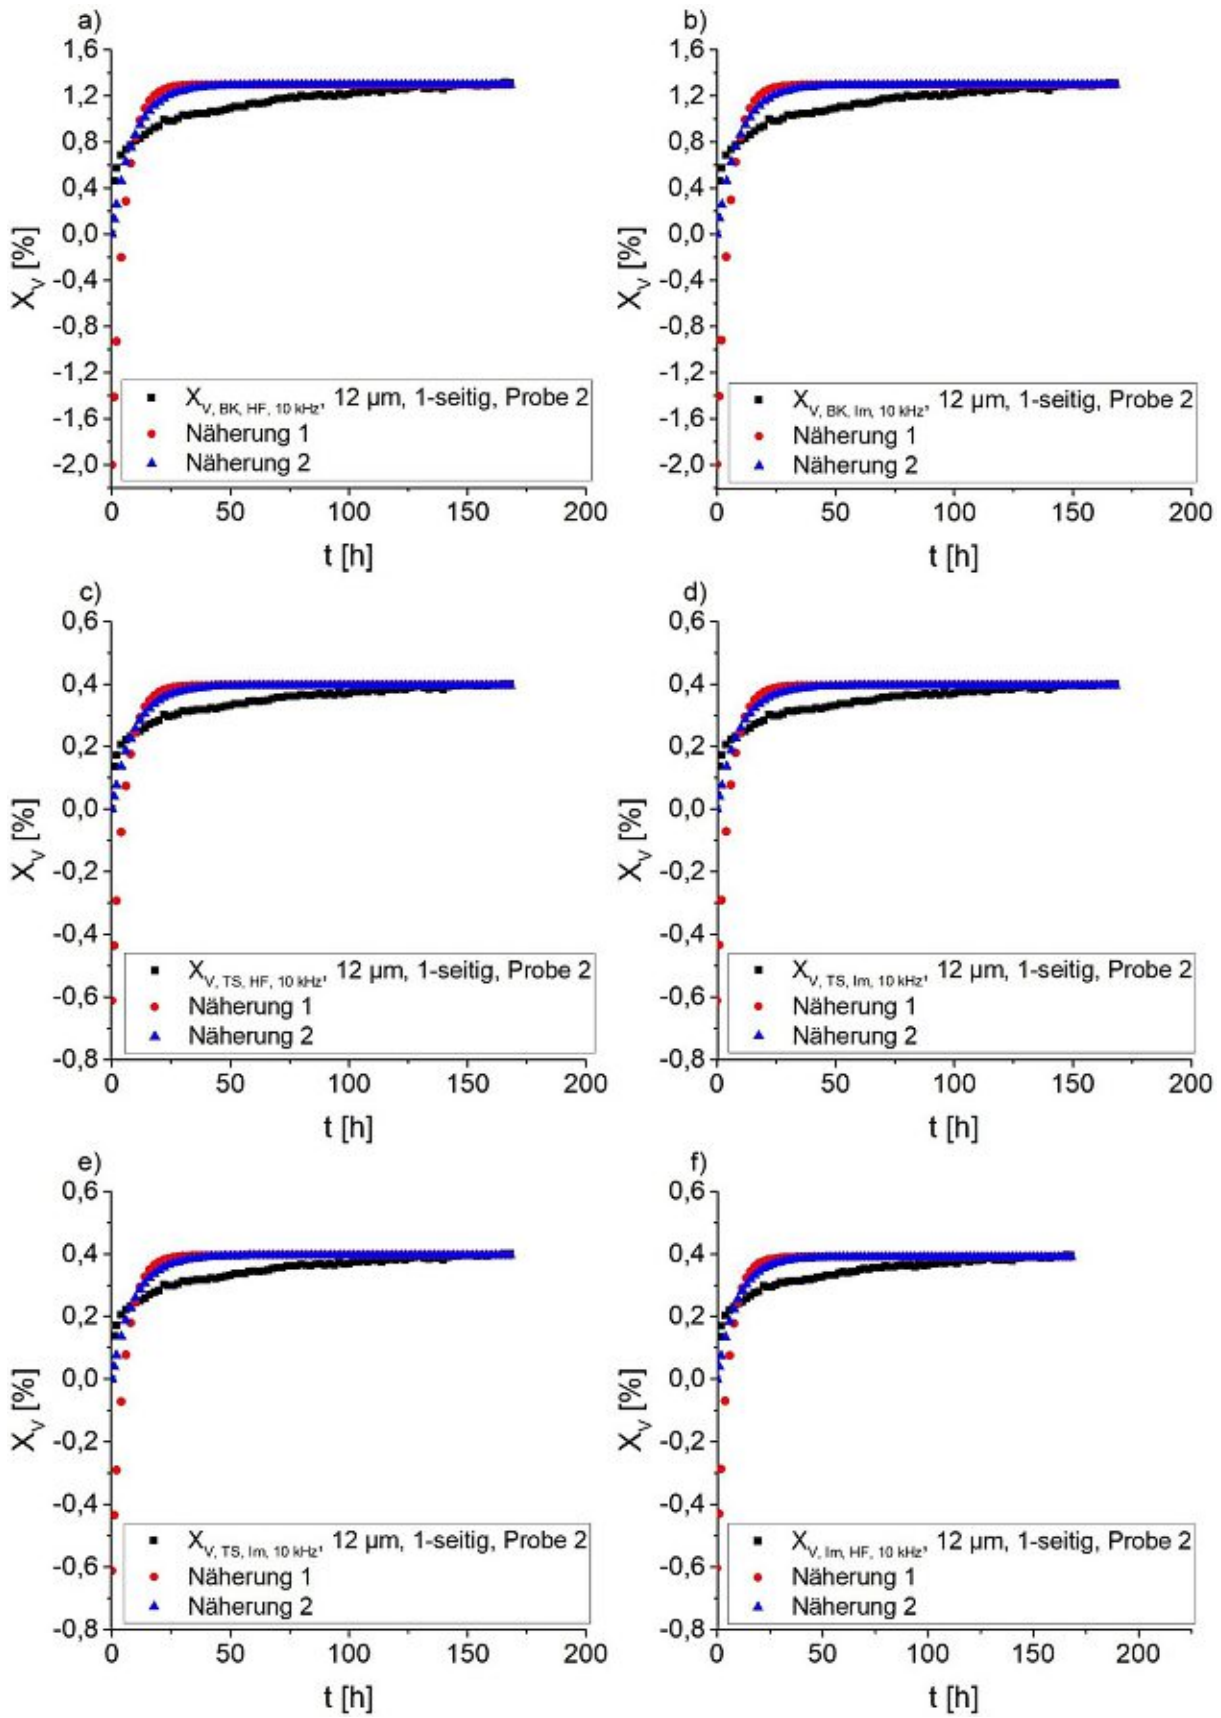 a)
1,6
1,2
0,8
0,4
0,0
-0,4
-0,8
-1,2
-1,6
-2,0
X_V [%]
X_V, BK, HF, 10 kHz, 12 µm, 1-seitig, Probe 2
Näherung 1
Näherung 2
0 50 100 150 200
t [h]
b)
1,6
1,2
0,8
0,4
0,0
-0,4
-0,8
-1,2
-1,6
-2,0
X_V [%]
X_V, BK, Im, 10 kHz, 12 µm, 1-seitig, Probe 2
Näherung 1
Näherung 2
0 50 100 150 200
t [h]
c)
0,6
0,4
0,2
0,0
-0,2
-0,4
-0,6
-0,8
X_V [%]
X_V, TS, HF, 10 kHz, 12 µm, 1-seitig, Probe 2
Näherung 1
Näherung 2
0 50 100 150 200
t [h]
d)
0,6
0,4
0,2
0,0
-0,2
-0,4
-0,6
-0,8
X_V [%]
X_V, TS, Im, 10 kHz, 12 µm, 1-seitig, Probe 2
Näherung 1
Näherung 2
0 50 100 150 200
t [h]
e)
0,6
0,4
0,2
0,0
-0,2
-0,4
-0,6
-0,8
X_V [%]
X_V, TS, Im, 10 kHz, 12 µm, 1-seitig, Probe 2
Näherung 1
Näherung 2
0 50 100 150 200
t [h]
f)
0,6
0,4
0,2
0,0
-0,2
-0,4
-0,6
-0,8
X_V [%]
X_V, Im, HF, 10 kHz, 12 µm, 1-seitig, Probe 2
Näherung 1
Näherung 2
0 50 100 150 200
t [h]